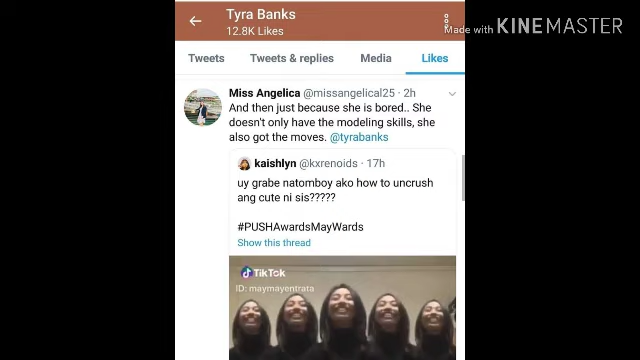 Tyra Banks
12.8K Likes
Made with KINEMASTER
Tweets Tweets & replies Media Likes
Miss Angelica @missangelical25 · 2h
And then just because she is bored.. She
doesn't only have the modeling skills, she
also got the moves. @tyrabanks
kaishlyn @kxrenoids · 17h
uy grabe natomboy ako how to uncrush
ang cute ni sis?????
#PUSHAwardsMayWards
Show this thread
TikTok
ID: maymayentrata